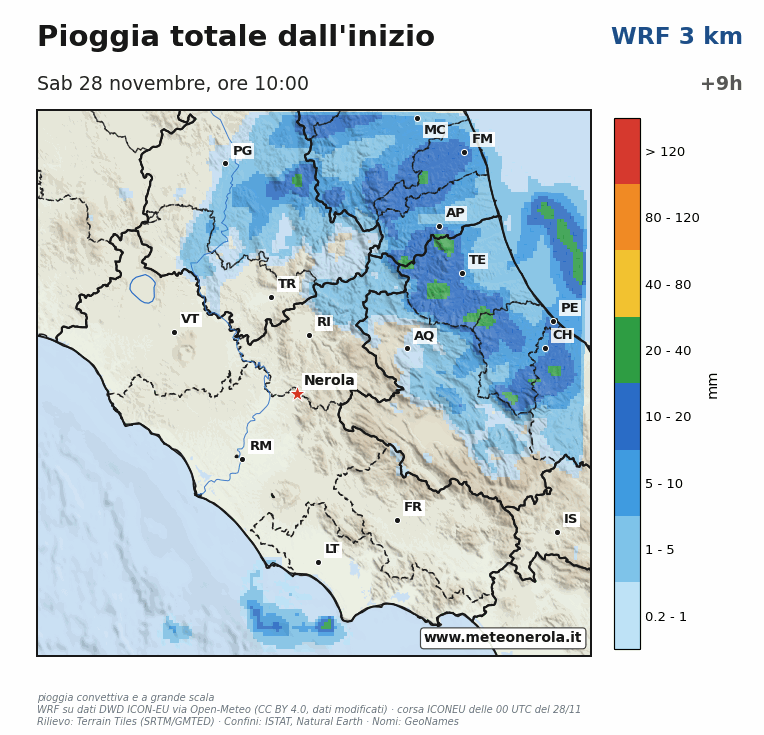 Pioggia totale dall'inizio
WRF 3 km
Sab 28 novembre, ore 10:00
+9h
MC
FM
PG
AP
TE
TR
PE
VT
RI
AQ
CH
Nerola
RM
FR
IS
LT
www.meteonerola.it
> 120
80 - 120
40 - 80
20 - 40
10 - 20
5 - 10
1 - 5
0.2 - 1
mm
pioggia convettiva e a grande scala
WRF su dati DWD ICON-EU via Open-Meteo (CC BY 4.0, dati modificati) · corsa ICONEU delle 00 UTC del 28/11
Rilievo: Terrain Tiles (SRTM/GMTED) · Confini: ISTAT, Natural Earth · Nomi: GeoNames